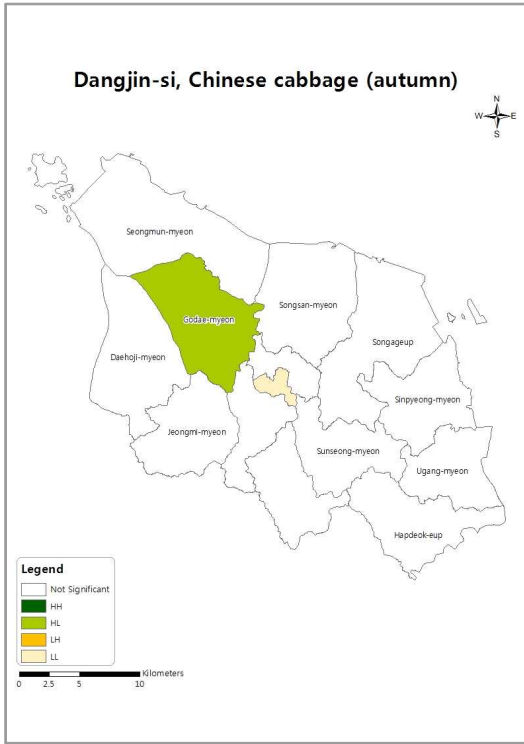 Dangjin-si, Chinese cabbage (autumn)
N
W E
S
Seongmun-myeon
Songsan-myeon
Godae-myeon
Songageup
Daehoji-myeon
Sinpyeong-myeon
Jeongmi-myeon
Sunseong-myeon
Ugang-myeon
Hapdeok-eup
Legend
Not Significant
HH
HL
LH
LL
Kilometers
0 2.5 5 10